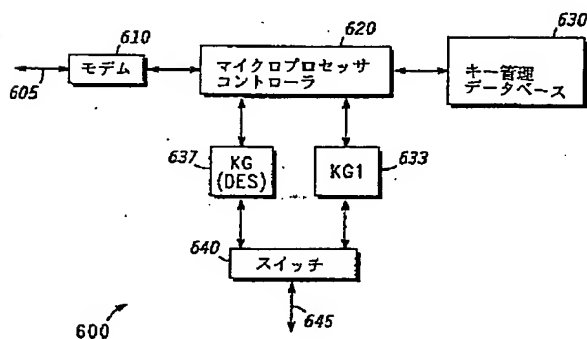 610
モデム
605
620
マイクロプロセッサ
コントローラ
630
キー管理
データベース
637
KG
(DES)
KG1
633
640
スイッチ
600
645